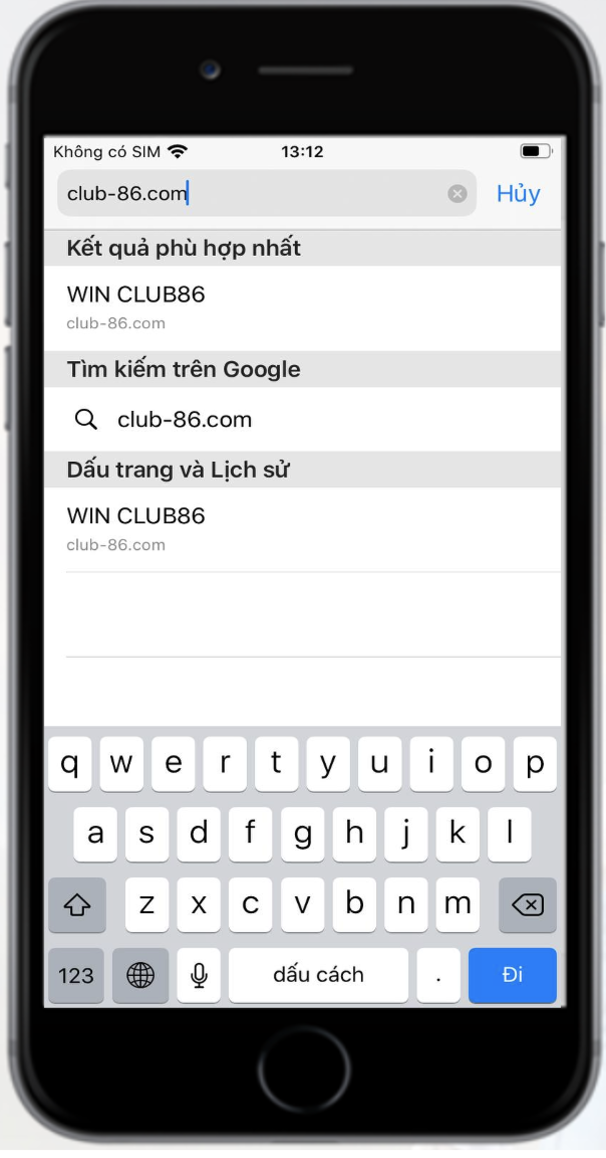 Không có SIM 13:12
club-86.com Hủy
Kết quả phù hợp nhất
WIN CLUB86
club-86.com
Tìm kiếm trên Google
club-86.com
Dấu trang và Lịch sử
WIN CLUB86
club-86.com
q w e r t y u i o p
a s d f g h j k l
z x c v b n m
123 dấu cách . Đi